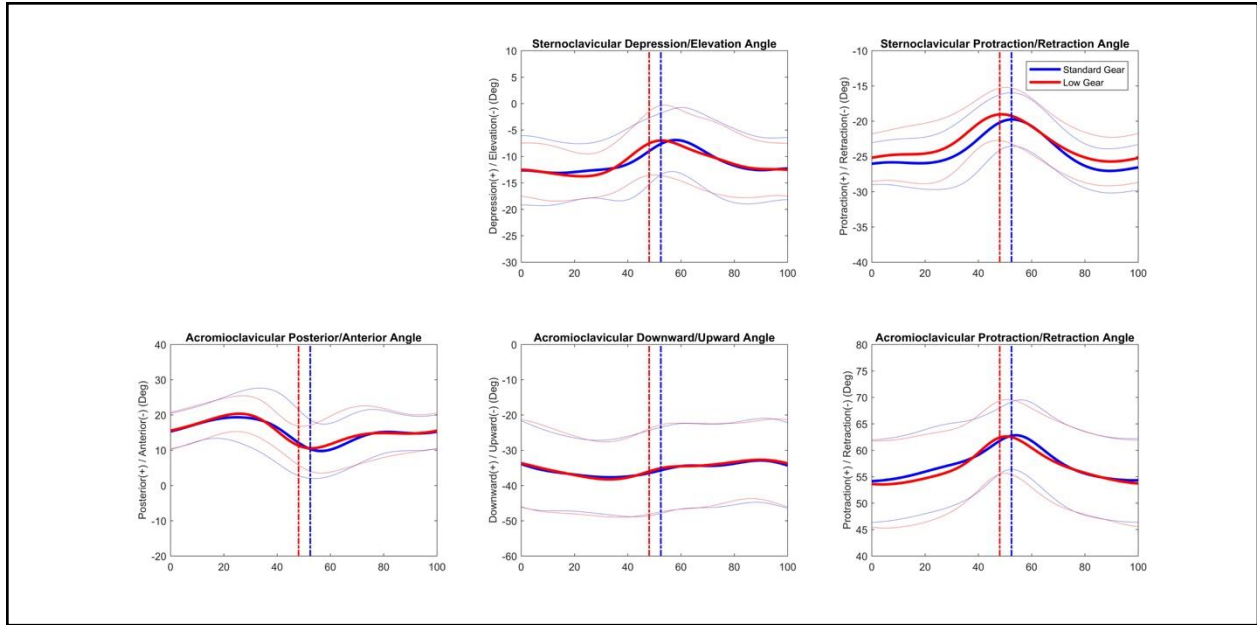 Sternoclavicular Depression/Elevation Angle
Depression(+) / Elevation(-) (Deg)
10
5
0
-5
-10
-15
-20
-25
-30
0 20 40 60 80 100
Sternoclavicular Protraction/Retraction Angle
Protraction(+) / Retraction(-) (Deg)
-10
-15
-20
-25
-30
-35
-40
0 20 40 60 80 100
Standard Gear
Low Gear
Acromioclavicular Posterior/Anterior Angle
Posterior(+) / Anterior(-) (Deg)
40
30
20
10
0
-10
-20
0 20 40 60 80 100
Acromioclavicular Downward/Upward Angle
Downward(+) / Upward(-) (Deg)
0
-10
-20
-30
-40
-50
-60
0 20 40 60 80 100
Acromioclavicular Protraction/Retraction Angle
Protraction(+) / Retraction(-) (Deg)
80
75
70
65
60
55
50
45
40
0 20 40 60 80 100